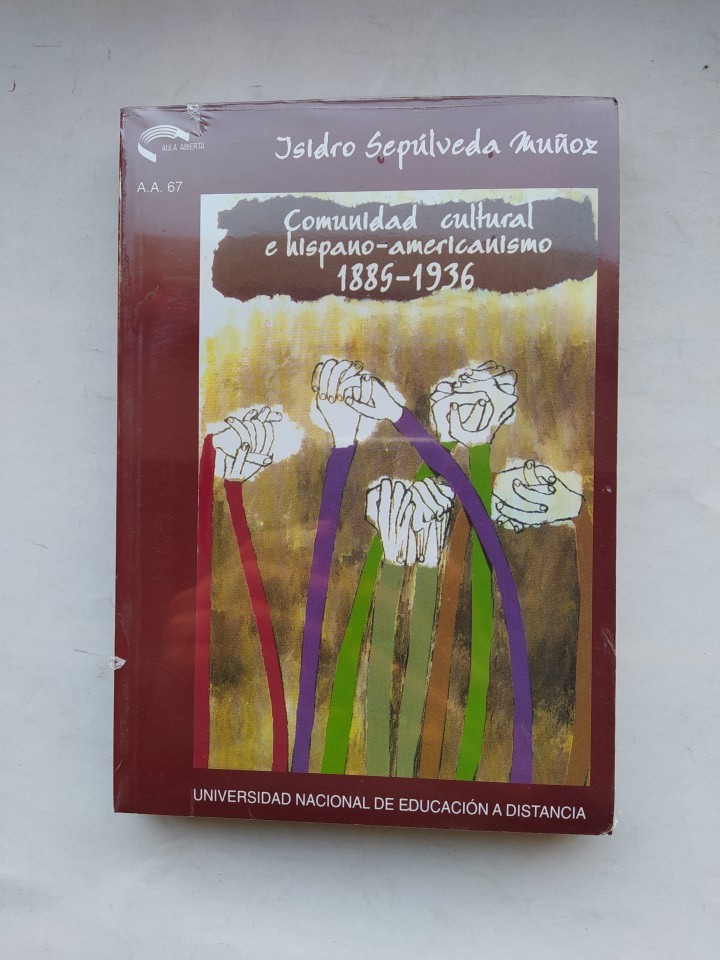 AULA ABIERTA
Isidro Sepúlveda Muñoz
A.A. 67
Comunidad cultural
e hispano-americanismo
1885-1936
UNIVERSIDAD NACIONAL DE EDUCACIÓN A DISTANCIA